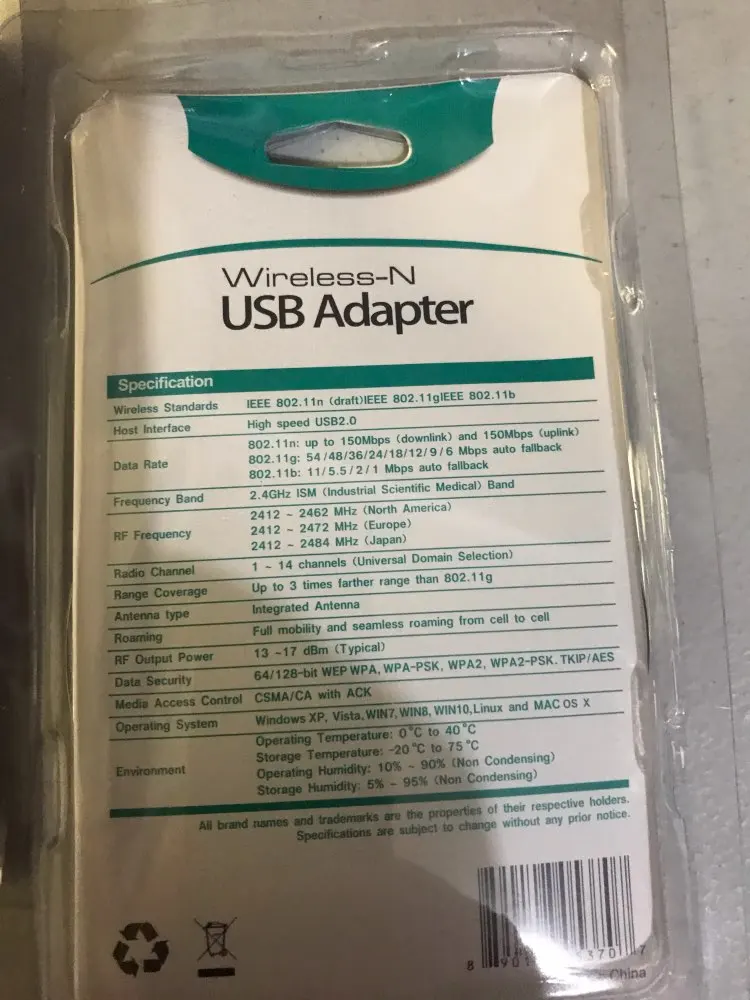 Wireless-N
USB Adapter
Specification
Wireless Standards IEEE 802.11n (draft)IEEE 802.11gIEEE 802.11b
Host Interface High speed USB2.0
Data Rate 802.11n: up to 150Mbps (downlink) and 150Mbps (uplink)
802.11g: 54/48/36/24/18/12/9/6 Mbps auto fallback
802.11b: 11/5.5/2/1 Mbps auto fallback
Frequency Band 2.4GHz ISM (Industrial Scientific Medical) Band
RF Frequency 2412 ~ 2462 MHz (North America)
2412 ~ 2472 MHz (Europe)
2412 ~ 2484 MHz (Japan)
Radio Channel 1 ~ 14 channels (Universal Domain Selection)
Range Coverage Up to 3 times farther range than 802.11g
Antenna type Integrated Antenna
Roaming Full mobility and seamless roaming from cell to cell
RF Output Power 13 ~17 dBm (Typical)
Data Security 64/128-bit WEP WPA, WPA-PSK, WPA2, WPA2-PSK. TKIP/AES
Media Access Control CSMA/CA with ACK
Operating System Windows XP, Vista,WIN7,WIN8, WIN10,Linux and MAC OS X
Environment Operating Temperature: 0°C to 40°C
Storage Temperature: -20°C to 75°C
Operating Humidity: 10% ~ 90% (Non Condensing)
Storage Humidity: 5% ~ 95% (Non Condensing)
All brand names and trademarks are the properties of their respective holders.
Specifications are subject to change without any prior notice.
China